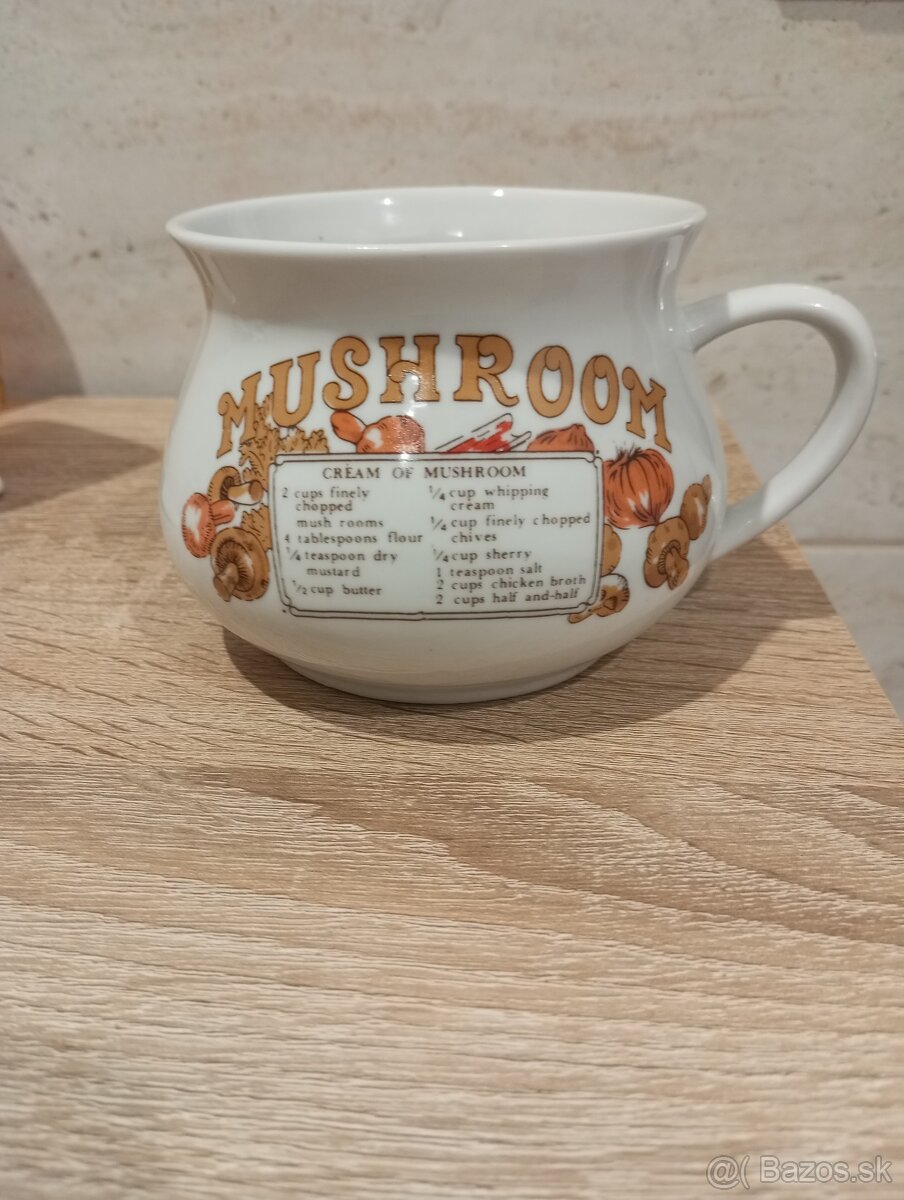 MUSHROOM
CREAM OF MUSHROOM
2 cups finely
chopped
mush rooms
4 tablespoons flour
1/4 teaspoon dry
mustard
1/2 cup butter
1/4 cup whipping
cream
1/4 cup finely chopped
chives
1/4 cup sherry
1 teaspoon salt
2 cups chicken broth
2 cups half and-half
@( Bazos.sk